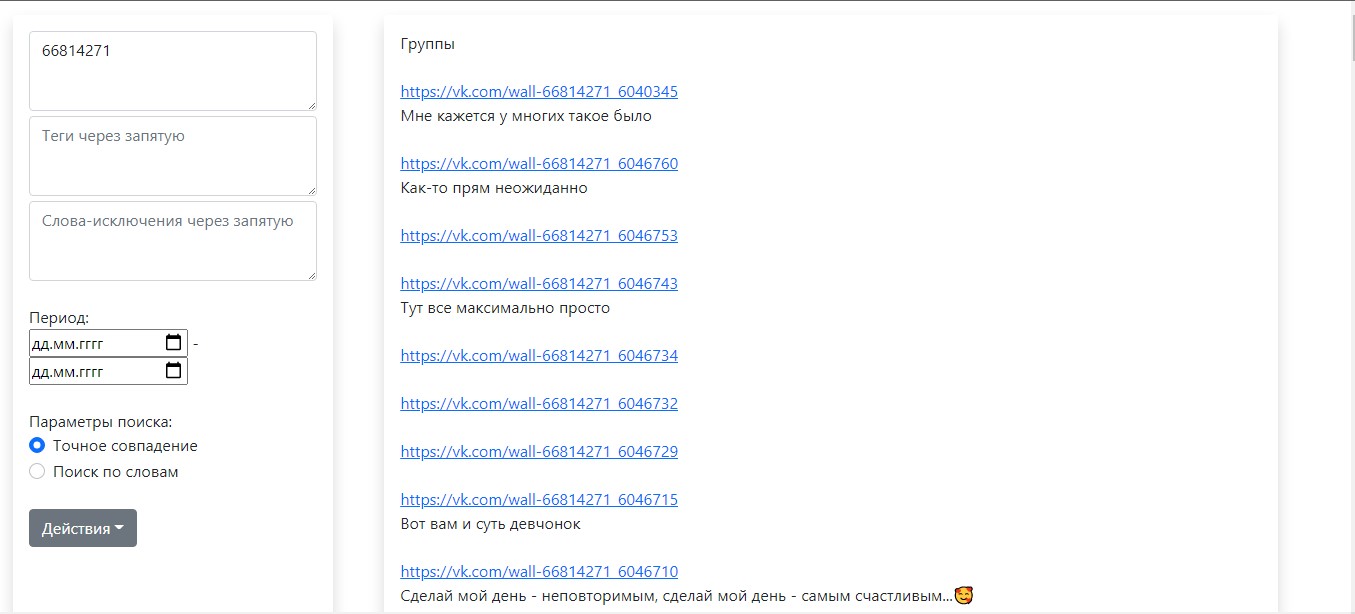 66814271
Теги через запятую
Слова-исключения через запятую
Период:
дд.мм.гггг -
дд.мм.гггг
Параметры поиска:
Точное совпадение
Поиск по словам
Действия
Группы
https://vk.com/wall-66814271_6040345
Мне кажется у многих такое было
https://vk.com/wall-66814271_6046760
Как-то прям неожиданно
https://vk.com/wall-66814271_6046753
https://vk.com/wall-66814271_6046743
Тут все максимально просто
https://vk.com/wall-66814271_6046734
https://vk.com/wall-66814271_6046732
https://vk.com/wall-66814271_6046729
https://vk.com/wall-66814271_6046715
Вот вам и суть девчонок
https://vk.com/wall-66814271_6046710
Сделай мой день - неповторимым, сделай мой день - самым счастливым...🥰